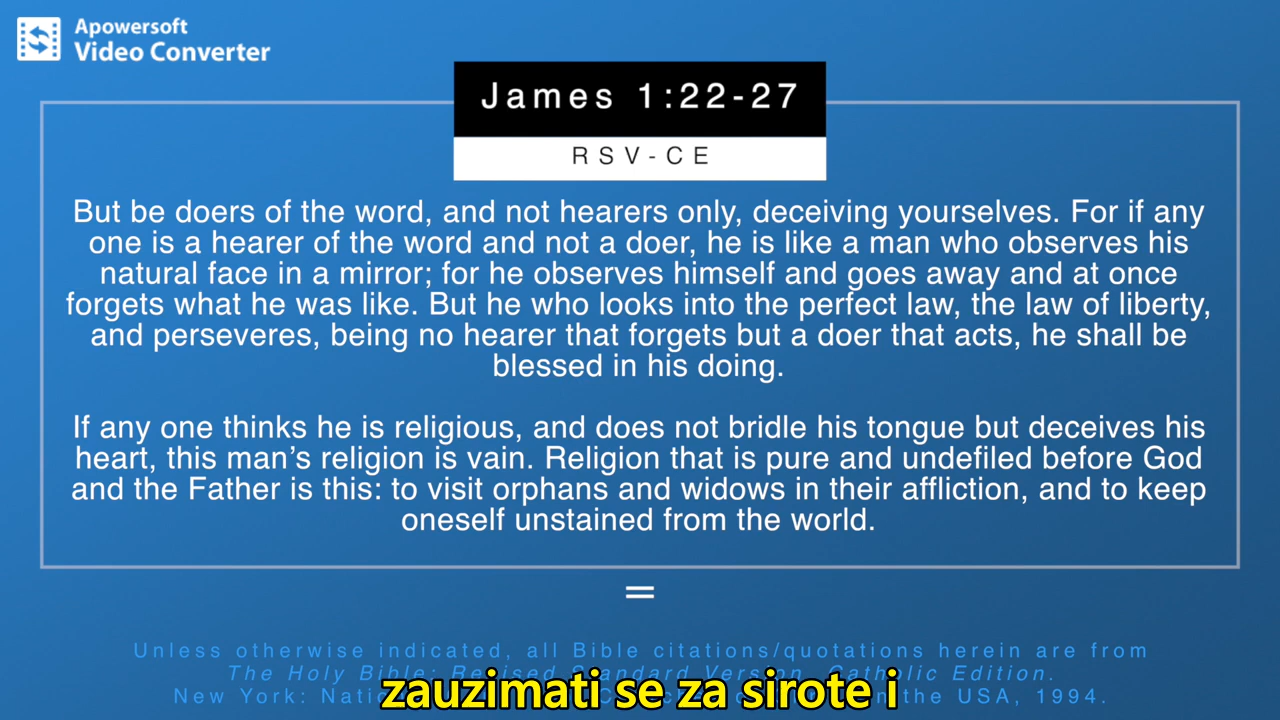 Apowersoft
Video Converter
James 1:22-27
RSV-CE
But be doers of the word, and not hearers only, deceiving yourselves. For if any
one is a hearer of the word and not a doer, he is like a man who observes his
natural face in a mirror; for he observes himself and goes away and at once
forgets what he was like. But he who looks into the perfect law, the law of liberty,
and perseveres, being no hearer that forgets but a doer that acts, he shall be
blessed in his doing.
If any one thinks he is religious, and does not bridle his tongue but deceives his
heart, this man’s religion is vain. Religion that is pure and undefiled before God
and the Father is this: to visit orphans and widows in their affliction, and to keep
oneself unstained from the world.
=
Unless otherwise indicated, all Bible citations/quotations herein are from
The Holy Bible: Revised Standard Version, Catholic Edition.
New York: the USA, 1994.
zauzimati se za sirote i